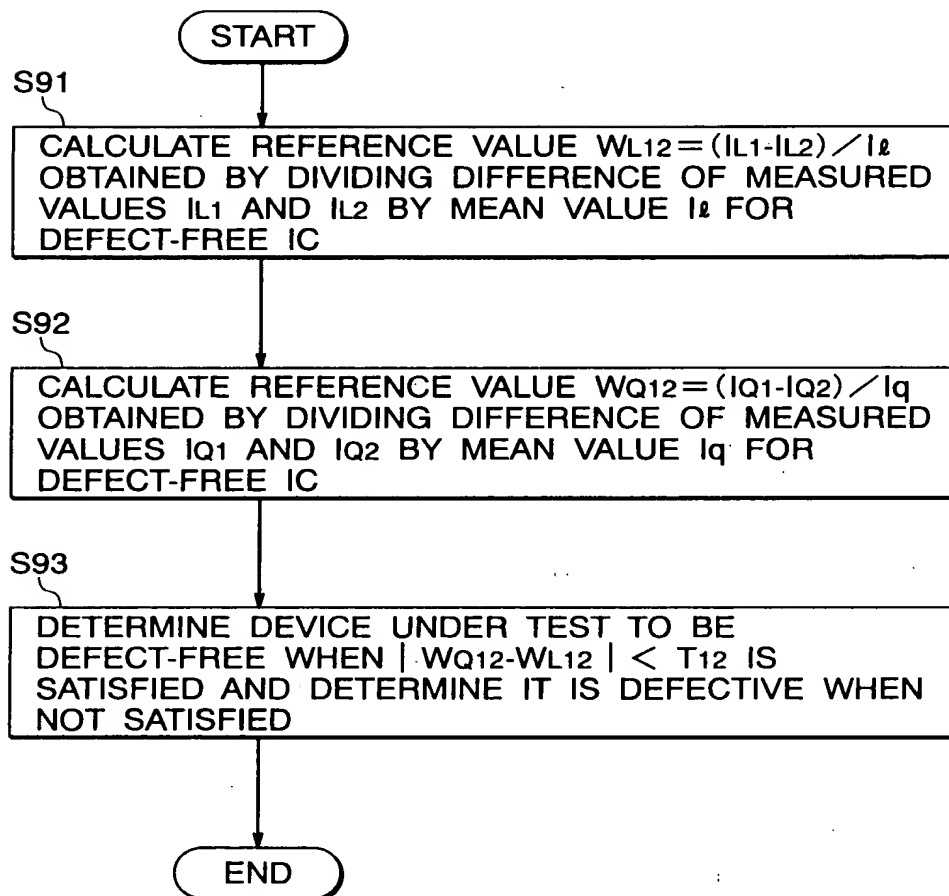 START
S91
CALCULATE REFERENCE VALUE WL12=(IL1-IL2)/Iℓ
OBTAINED BY DIVIDING DIFFERENCE OF MEASURED
VALUES IL1 AND IL2 BY MEAN VALUE Iℓ FOR
DEFECT-FREE IC
S92
CALCULATE REFERENCE VALUE WQ12=(IQ1-IQ2)/Iq
OBTAINED BY DIVIDING DIFFERENCE OF MEASURED
VALUES IQ1 AND IQ2 BY MEAN VALUE Iq FOR
DEFECT-FREE IC
S93
DETERMINE DEVICE UNDER TEST TO BE
DEFECT-FREE WHEN | WQ12-WL12 | < T12 IS
SATISFIED AND DETERMINE IT IS DEFECTIVE WHEN
NOT SATISFIED
END